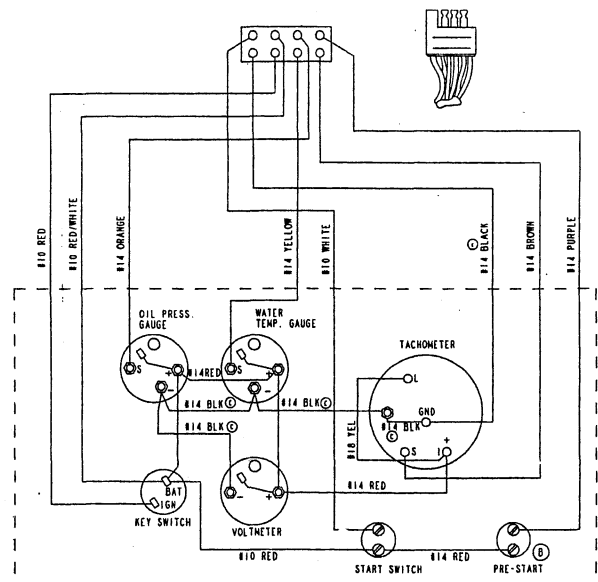 #10 RED
#10 RED/WHITE
#14 ORANGE
#14 YELLOW
#10 WHITE
C
#14 BLACK
#14 BROWN
#14 PURPLE
OIL PRESS.
GAUGE
WATER
TEMP. GAUGE
TACHOMETER
S
+
-
#14RED
S
+
-
L
GND
#14 BLK C
#14 BLK C
#14 BLK
C
#14 BLK C
#18 YEL
S
I
+
BAT
IGN
KEY SWITCH
-
+
VOLTMETER
#14 RED
#10 RED
START SWITCH
#14 RED
B
PRE-START